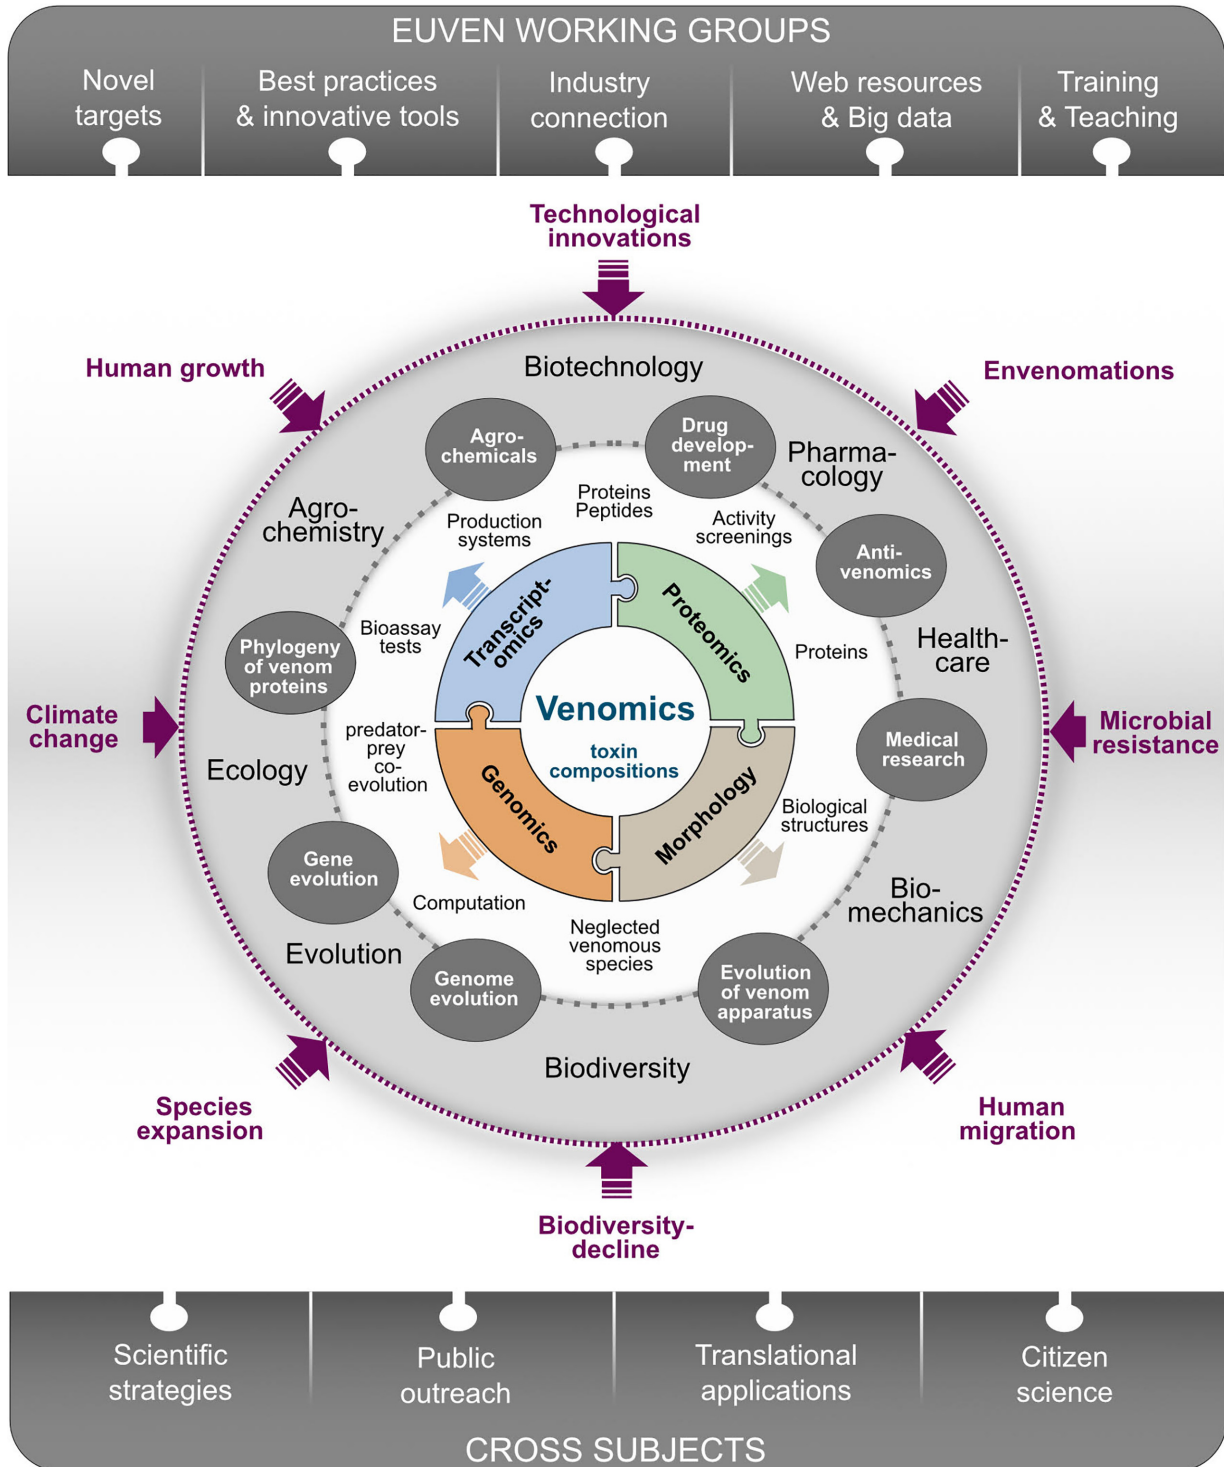 EUVEN WORKING GROUPS
Novel
targets
Best practices
& innovative tools
Industry
connection
Web resources
& Big data
Training
& Teaching
Technological
innovations
Human growth
Envenomations
Biotechnology
Agro-
chemicals
Drug
develop-
ment
Pharma-
cology
Agro-
chemistry
Proteins
Peptides
Production
systems
Activity
screenings
Anti-
venomics
Transcript-
omics
Proteomics
Bioassay
tests
Proteins
Health-
care
Phylogeny
of venom
proteins
Climate
change
Venomics
toxin
compositions
Microbial
resistance
predator-
prey
co-
evolution
Medical
research
Ecology
Genomics
Morphology
Biological
structures
Gene
evolution
Computation
Bio-
mechanics
Neglected
venomous
species
Evolution
Genome
evolution
Evolution
of venom
apparatus
Biodiversity
Species
expansion
Human
migration
Biodiversity-
decline
Scientific
strategies
Public
outreach
Translational
applications
Citizen
science
CROSS SUBJECTS